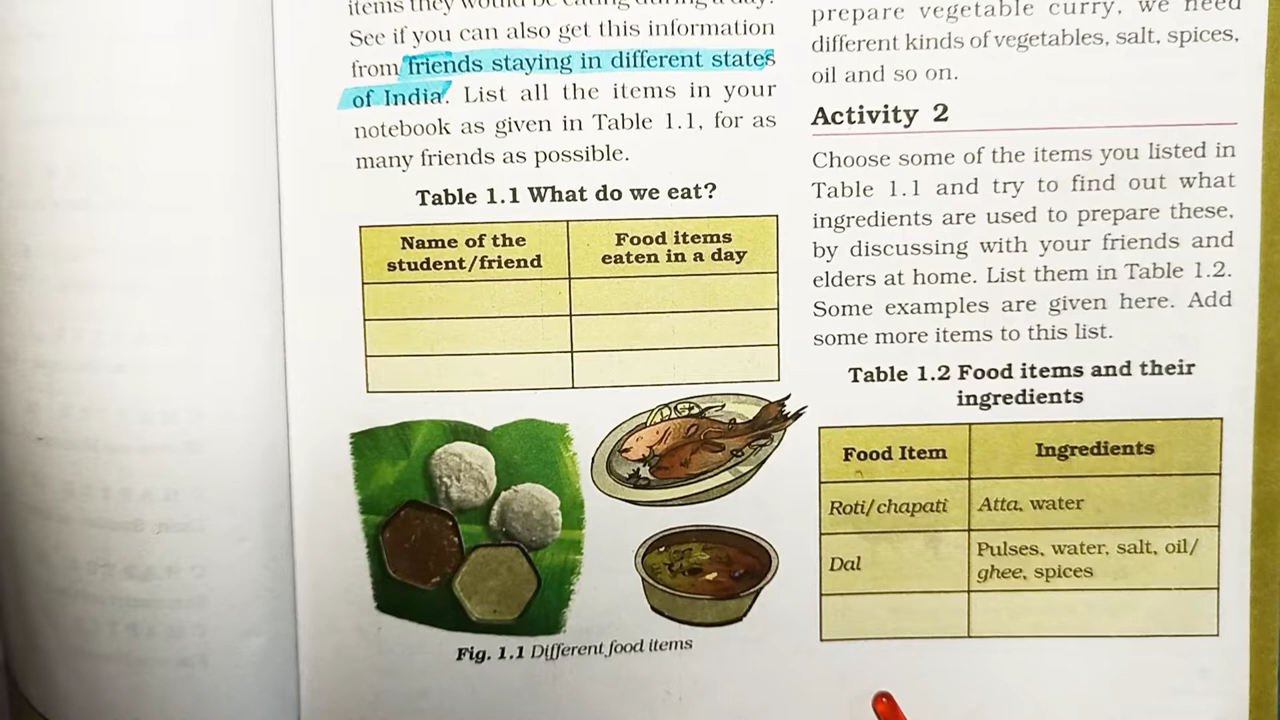 items they would be eating during a day.
See if you can also get this information
from friends staying in different states
of India. List all the items in your
notebook as given in Table 1.1, for as
many friends as possible.
Table 1.1 What do we eat?
Name of the student/friend
Food items eaten in a day
Fig. 1.1 Different food items
prepare vegetable curry, we need
different kinds of vegetables, salt, spices,
oil and so on.
Activity 2
Choose some of the items you listed in
Table 1.1 and try to find out what
ingredients are used to prepare these,
by discussing with your friends and
elders at home. List them in Table 1.2.
Some examples are given here. Add
some more items to this list.
Table 1.2 Food items and their
ingredients
Food Item
Ingredients
Roti/chapati
Atta, water
Dal
Pulses, water, salt, oil/
ghee, spices